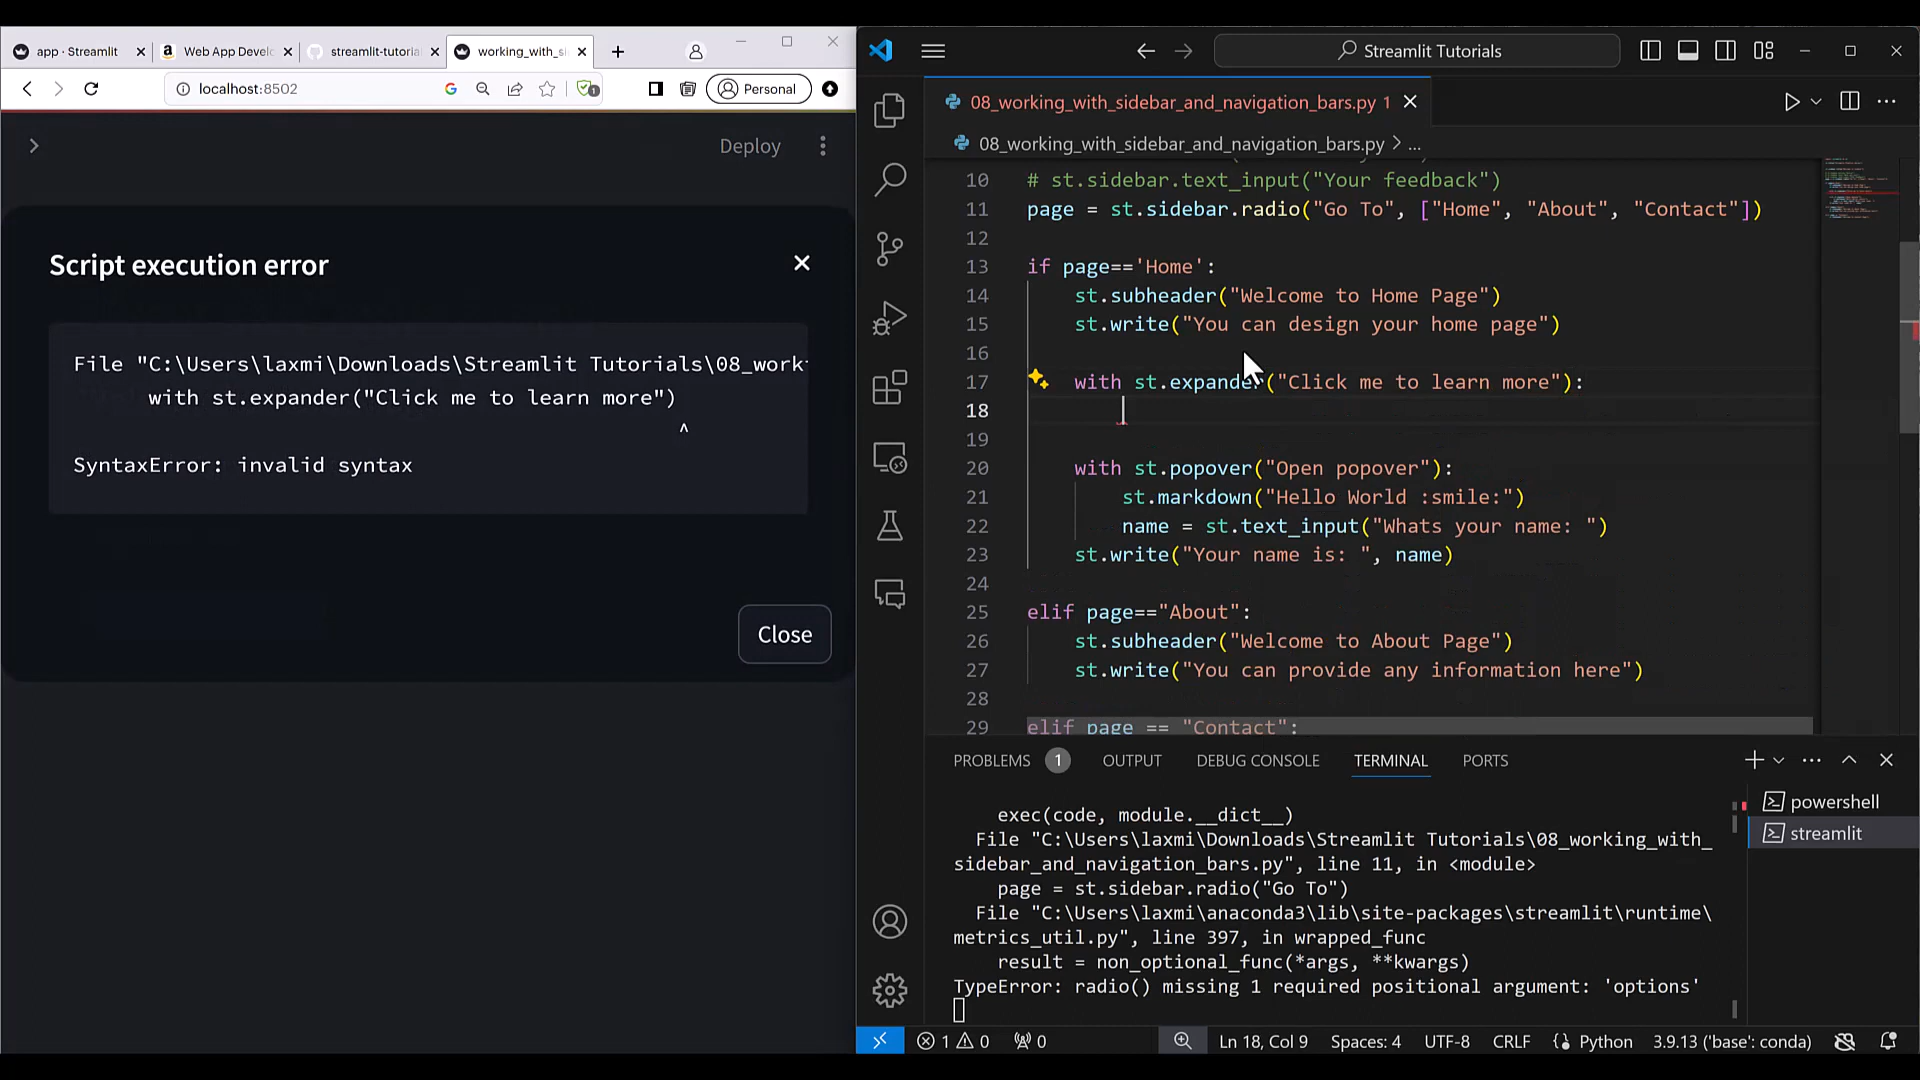 app · Streamlit
Web App Develo
streamlit-tutoria
working_with_si
localhost:8502
Personal
Deploy
Script execution error
File "C:\Users\laxmi\Downloads\Streamlit Tutorials\08_work
with st.expander("Click me to learn more")
^
SyntaxError: invalid syntax
Close
Streamlit Tutorials
08_working_with_sidebar_and_navigation_bars.py 1
08_working_with_sidebar_and_navigation_bars.py > ...
10 # st.sidebar.text_input("Your feedback")
11 page = st.sidebar.radio("Go To", ["Home", "About", "Contact"])
12
13 if page=='Home':
14 st.subheader("Welcome to Home Page")
15 st.write("You can design your home page")
16
17 with st.expander("Click me to learn more"):
18
19
20 with st.popover("Open popover"):
21 st.markdown("Hello World :smile:")
22 name = st.text_input("Whats your name: ")
23 st.write("Your name is: ", name)
24
25 elif page=="About":
26 st.subheader("Welcome to About Page")
27 st.write("You can provide any information here")
28
29 elif page == "Contact":
PROBLEMS 1 OUTPUT DEBUG CONSOLE TERMINAL PORTS
exec(code, module.__dict__)
File "C:\Users\laxmi\Downloads\Streamlit Tutorials\08_working_with_
sidebar_and_navigation_bars.py", line 11, in <module>
page = st.sidebar.radio("Go To")
File "C:\Users\laxmi\anaconda3\lib\site-packages\streamlit\runtime\
metrics_util.py", line 397, in wrapped_func
result = non_optional_func(*args, **kwargs)
TypeError: radio() missing 1 required positional argument: 'options'
powershell
streamlit
1 0 0 Ln 18, Col 9 Spaces: 4 UTF-8 CRLF Python 3.9.13 ('base': conda)